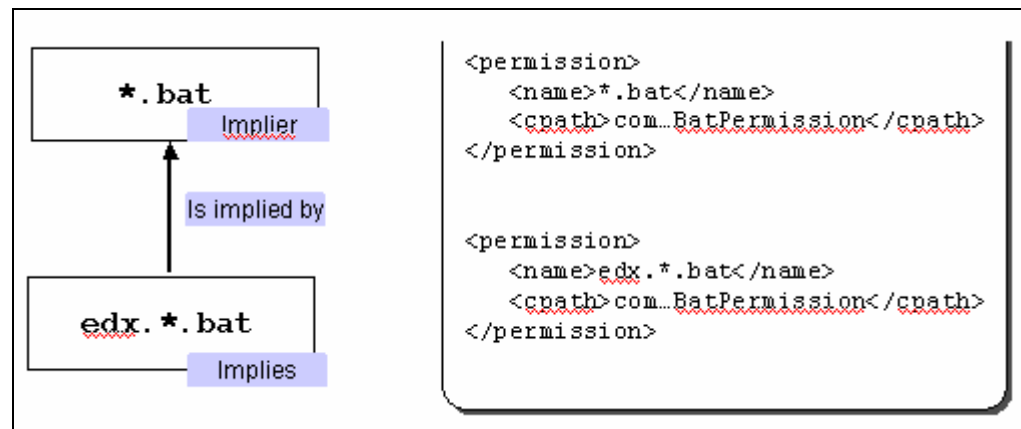 *.bat
Implier
Is implied by
edx.*.bat
Implies
<permission>
<name>*.bat</name>
<cpath>com…BatPermission</cpath>
</permission>
<permission>
<name>edx.*.bat</name>
<cpath>com…BatPermission</cpath>
</permission>